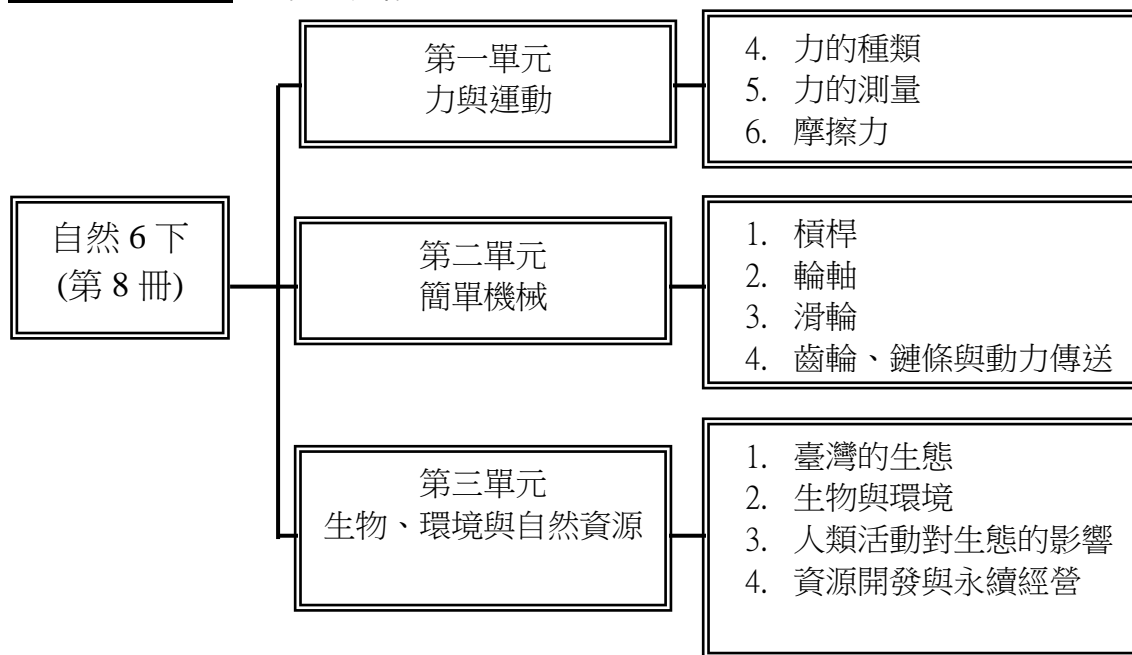 第一單元
力與運動
4. 力的種類
5. 力的測量
6. 摩擦力
自然 6 下
(第 8 冊)
第二單元
簡單機械
1. 槓桿
2. 輪軸
3. 滑輪
4. 齒輪、鏈條與動力傳送
第三單元
生物、環境與自然資源
1. 臺灣的生態
2. 生物與環境
3. 人類活動對生態的影響
4. 資源開發與永續經營